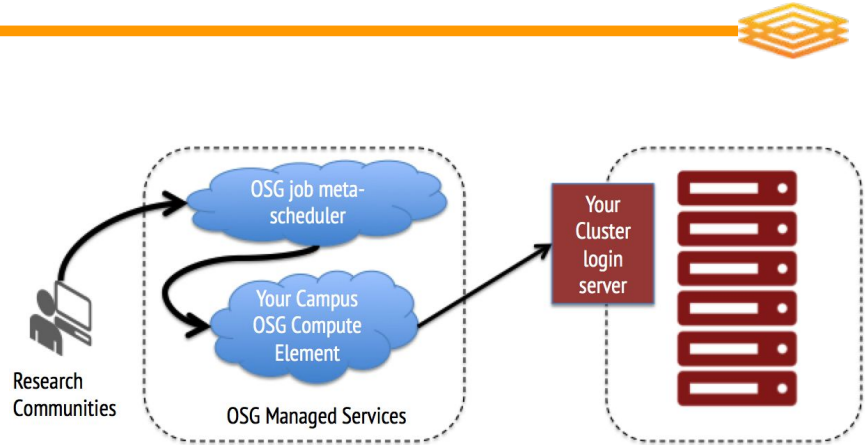 OSG job meta-
scheduler
Your Campus
OSG Compute
Element
Your
Cluster
login
server
Research
Communities
OSG Managed Services